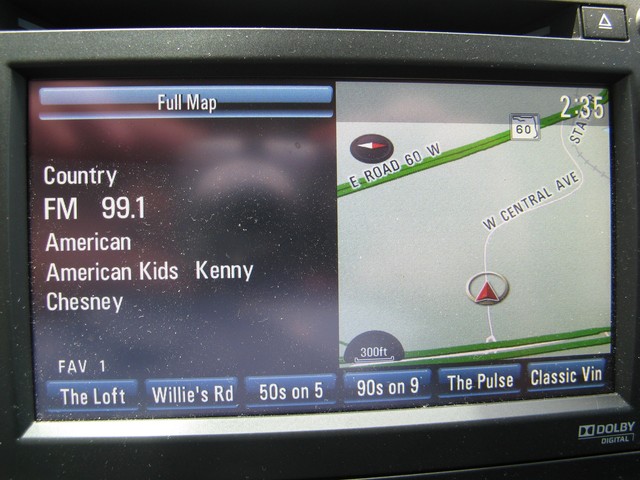 Full Map
2:35
60
STA
E ROAD 60 W
W CENTRAL AVE
Country
FM 99.1
American
American Kids Kenny
Chesney
300ft
FAV 1
The Loft Willie's Rd 50s on 5 90s on 9 The Pulse Classic Vin
DOLBY
DIGITAL